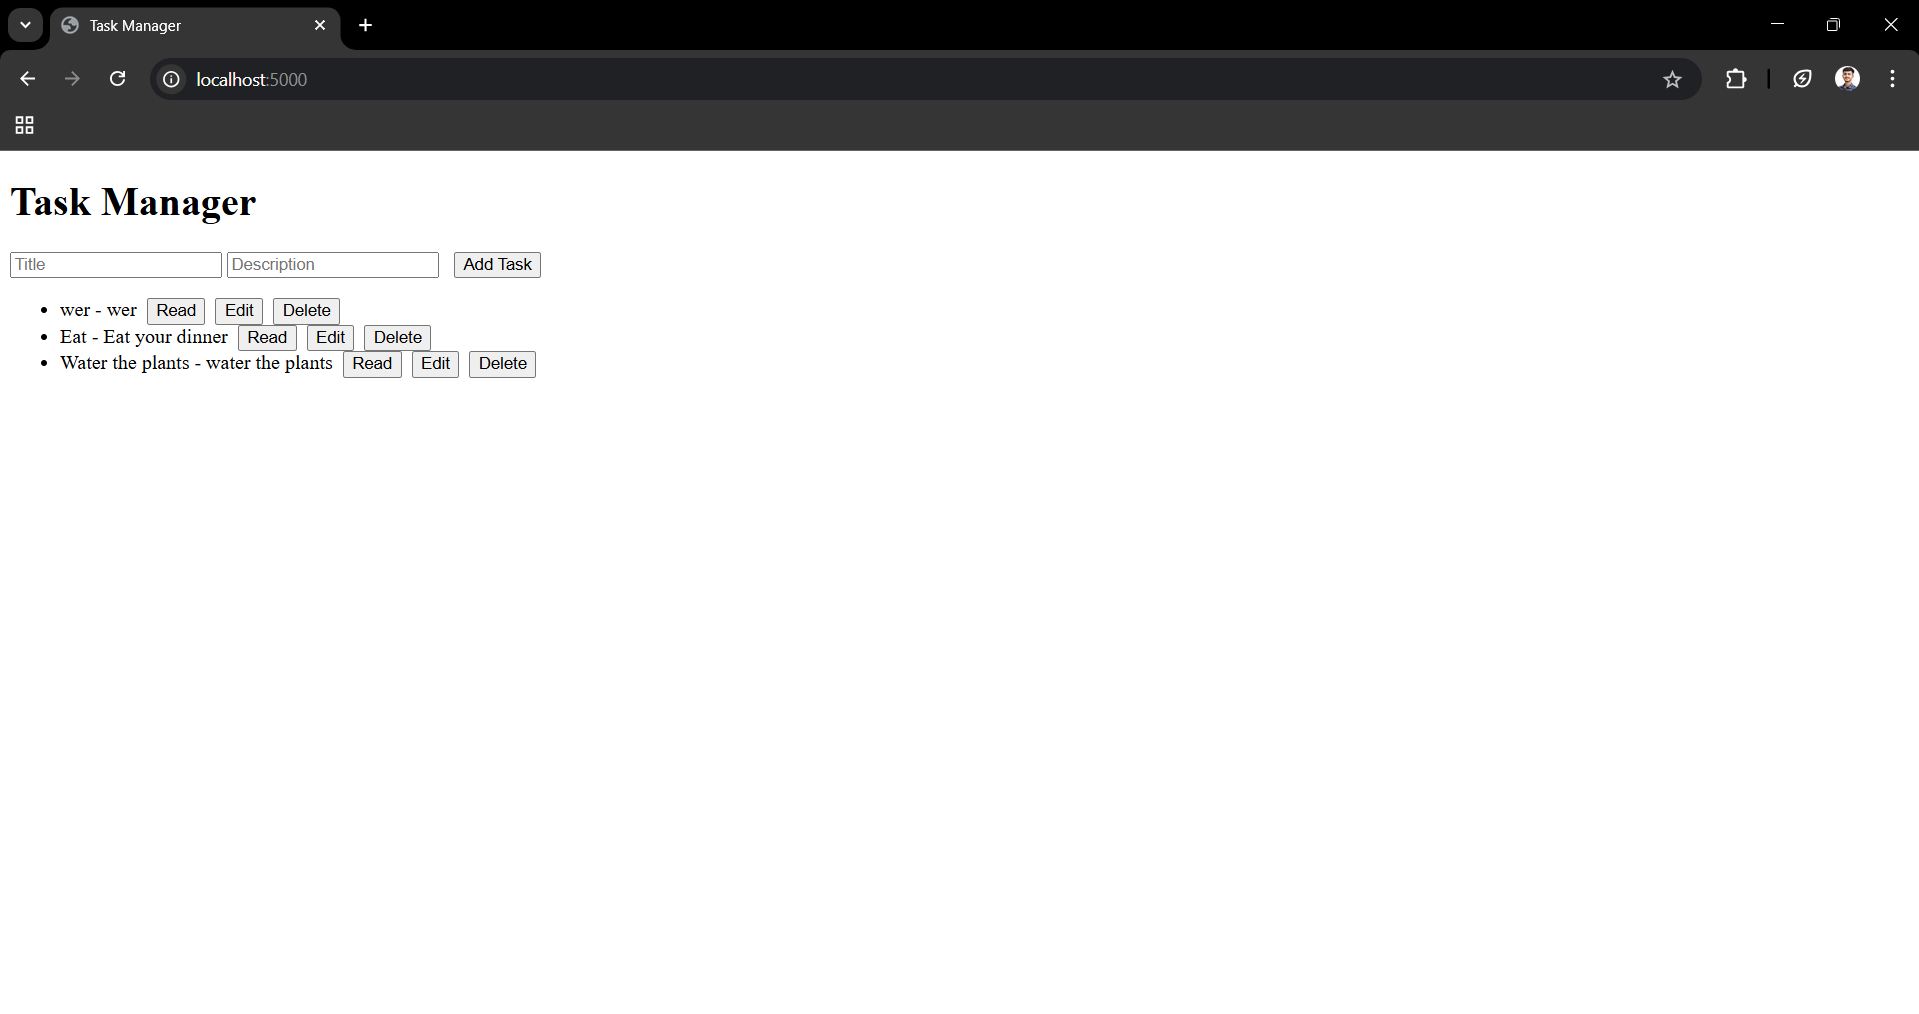 Task Manager
localhost:5000
Task Manager
Title Description Add Task
wer - wer Read Edit Delete
Eat - Eat your dinner Read Edit Delete
Water the plants - water the plants Read Edit Delete